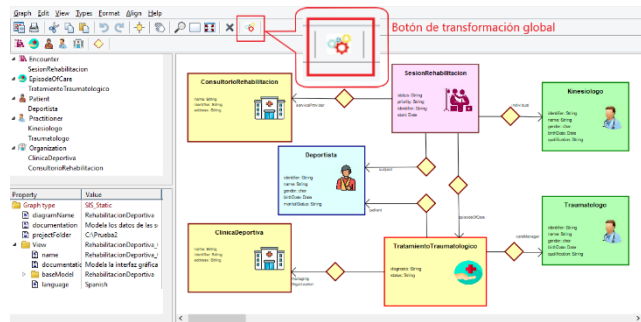 Graph Edit View Types Format Align Help
Botón de transformación global
Encounter
SesionRehabilitacion
EpisodeOfCare
TratamientoTraumatologico
Patient
Deportista
Practitioner
Kinesiologo
Traumatologo
Organization
ClinicaDeportiva
ConsultorioRehabilitacion
Property Value
Graph type SIS_Static
diagramName RehabilitacionDeportiva
documentation Modela los datos de las s
projectFolder C:\Prueba2
View RehabilitacionDeportiva_
name RehabilitacionDeportiva_
documentatic Modela la interfaz gráfica
baseModel RehabilitacionDeportiva
language Spanish
ConsultorioRehabilitacion
name: String
identifier: String
address: String
serviceProvider
SesionRehabilitacion
status: String
priority: String
identifier: String
start: Date
individual
Kinesiologo
identifier: String
name: String
gender: char
birthDate: Date
qualification: String
Deportista
identifier: String
name: String
gender: char
birthDate: Date
maritalStatus: String
subject
patient
episodeOfCare
ClinicaDeportiva
name: String
identifier: String
address: String
managing
Organization
TratamientoTraumatologico
diagnosis: String
status: String
careManager
Traumatologo
identifier: String
name: String
gender: char
birthDate: Date
qualification: String